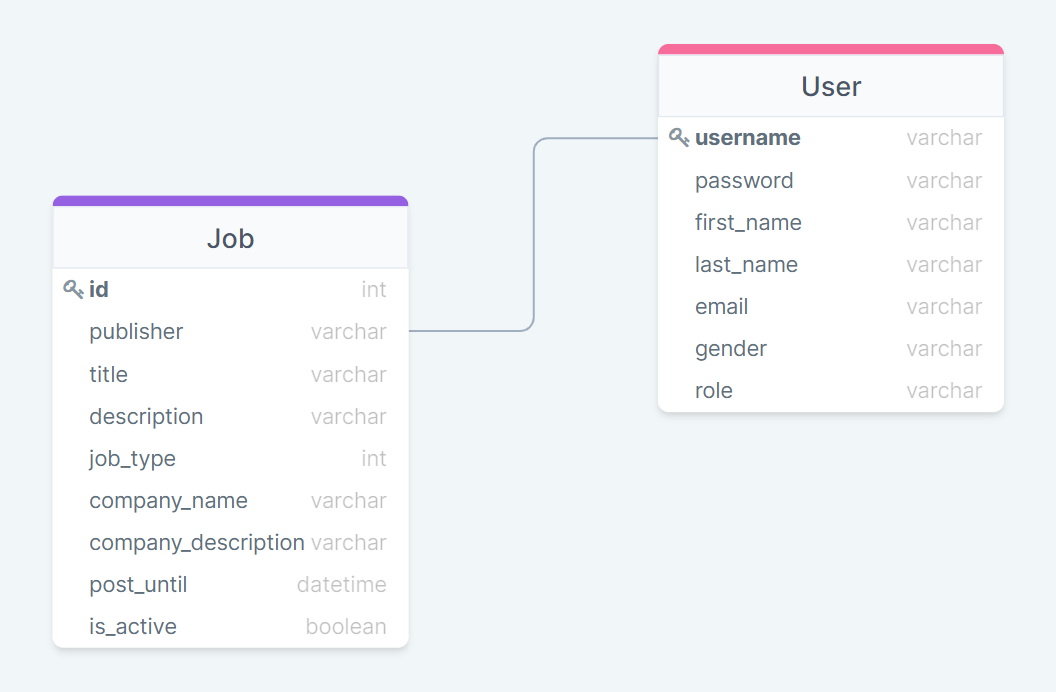 User
username varchar
password varchar
first_name varchar
last_name varchar
email varchar
gender varchar
role varchar
Job
id int
publisher varchar
title varchar
description varchar
job_type int
company_name varchar
company_description varchar
post_until datetime
is_active boolean